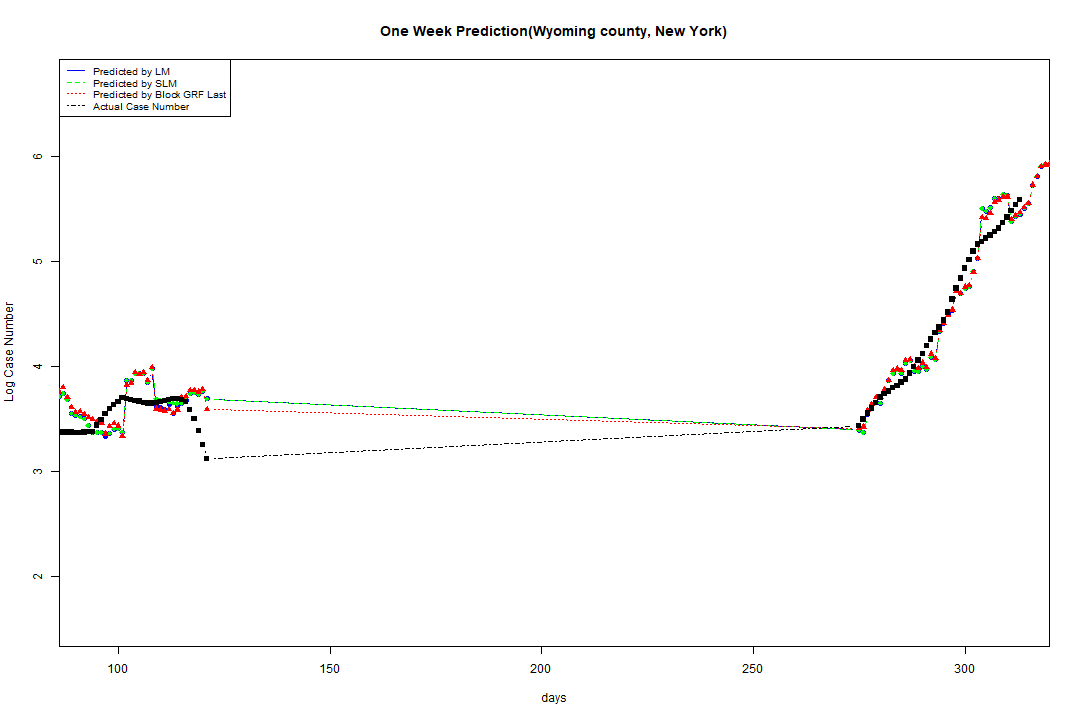 One Week Prediction(Wyoming county, New York)
Predicted by LM
Predicted by SLM
Predicted by Block GRF Last
Actual Case Number
Log Case Number
6
5
4
3
2
100 150 200 250 300
days